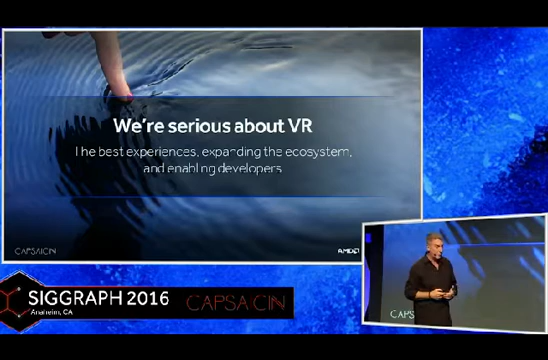 We're serious about VR
The best experiences, expanding the ecosystem,
and enabling developers
CAPSAICIN
AMD
CAPS
SIGGRAPH 2016
CAPSAICIN
Anaheim, CA